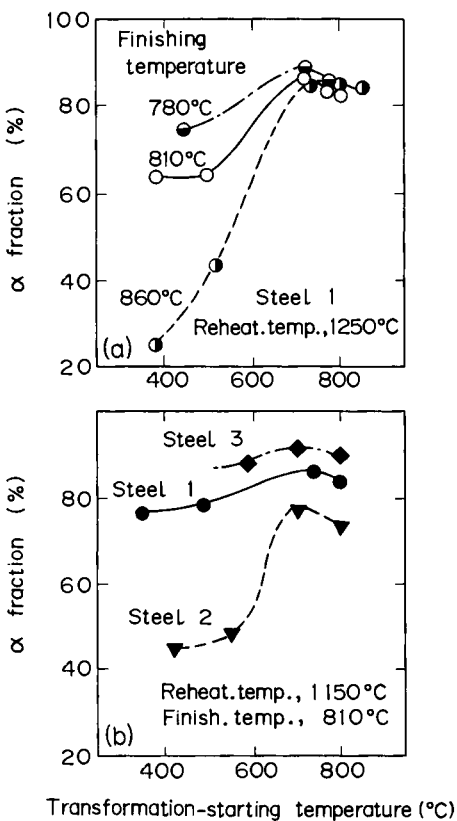 100
Finishing
temperature
780°C
80
810°C
60
α fraction (%)
40
860°C
Steel 1
Reheat.temp.,1250°C
(a)
20
400 600 800
Steel 3
Steel 1
80
α fraction (%)
60
Steel 2
40
Reheat.temp., 1150°C
Finish.temp., 810°C
(b)
20
400 600 800
Transformation-starting temperature (°C)